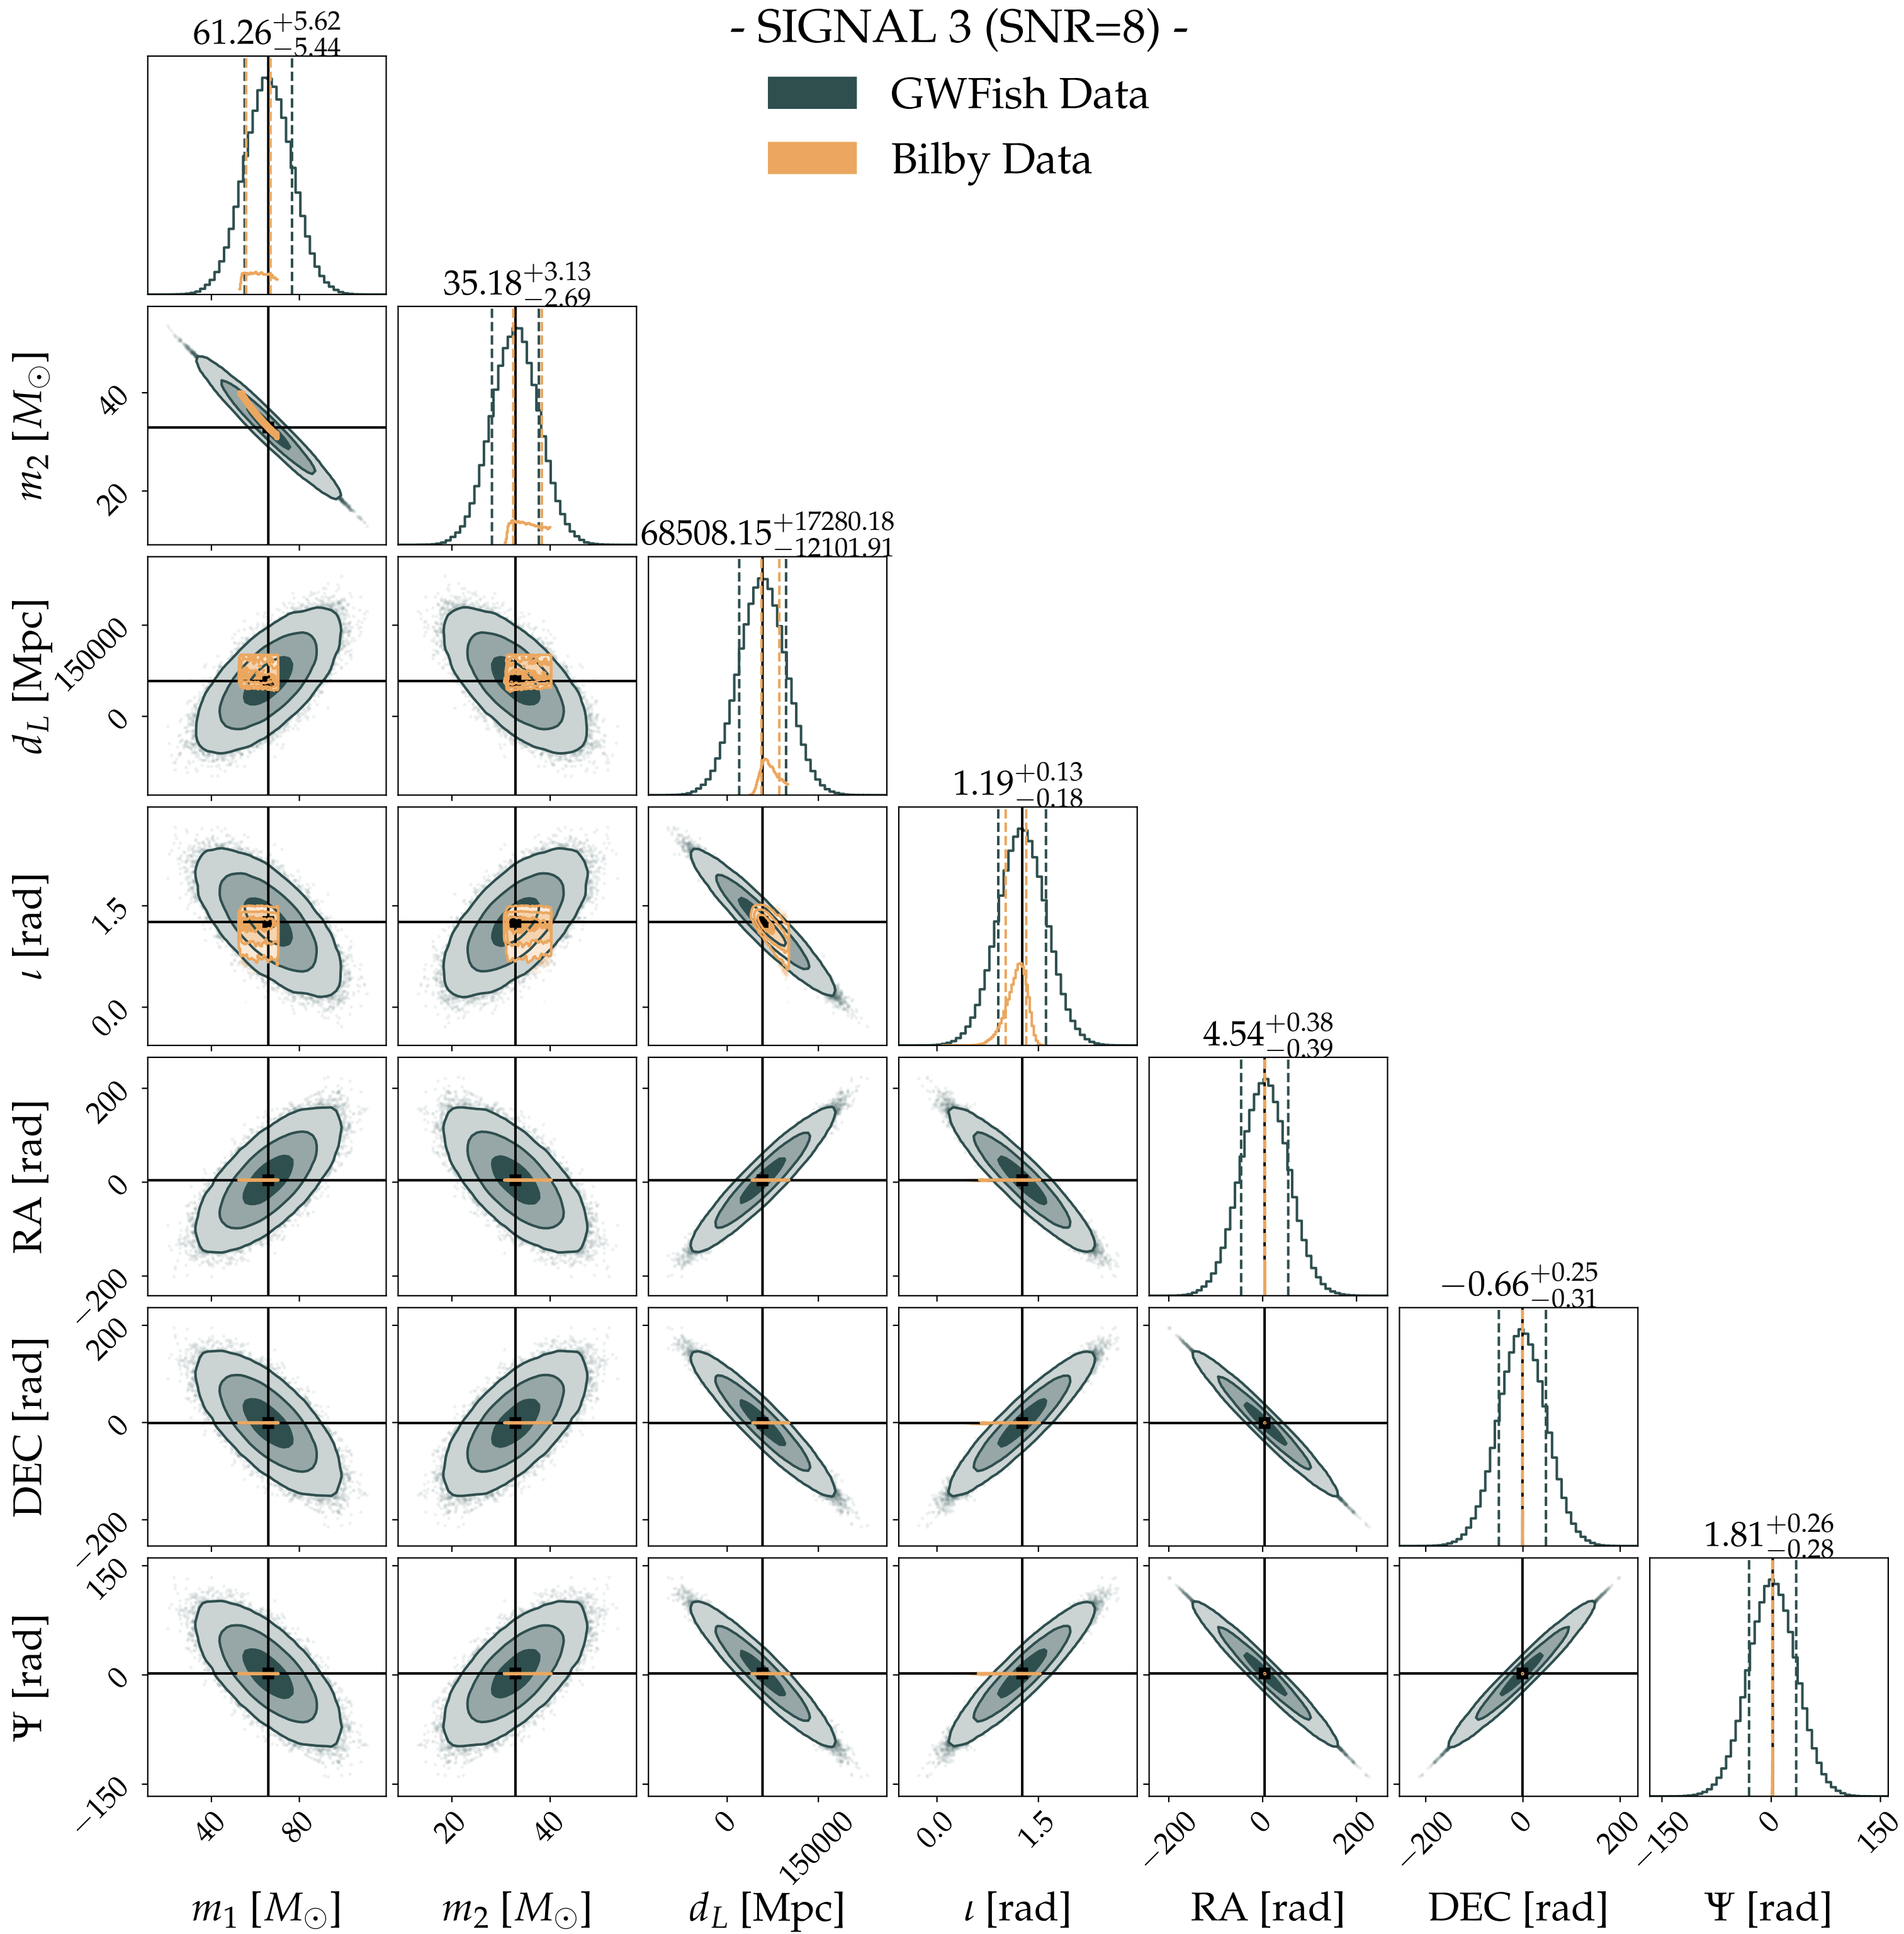 - SIGNAL 3 (SNR=8) -
GWFish Data
Bilby Data
61.26+5.62−5.44
35.18+3.13−2.69
68508.15+17280.18−12101.91
1.19+0.13−0.18
4.54+0.38−0.39
−0.66+0.25−0.31
1.81+0.26−0.28
m2 [M⊙]
40
20
dL [Mpc]
150000
0
ι [rad]
1.5
0.0
RA [rad]
200
0
−200
DEC [rad]
200
0
−200
Ψ [rad]
150
0
−150
40 80
20 40
0 150000
0.0 1.5
−200 0 200
−200 0 200
−150 0 150
m1 [M⊙]
m2 [M⊙]
dL [Mpc]
ι [rad]
RA [rad]
DEC [rad]
Ψ [rad]